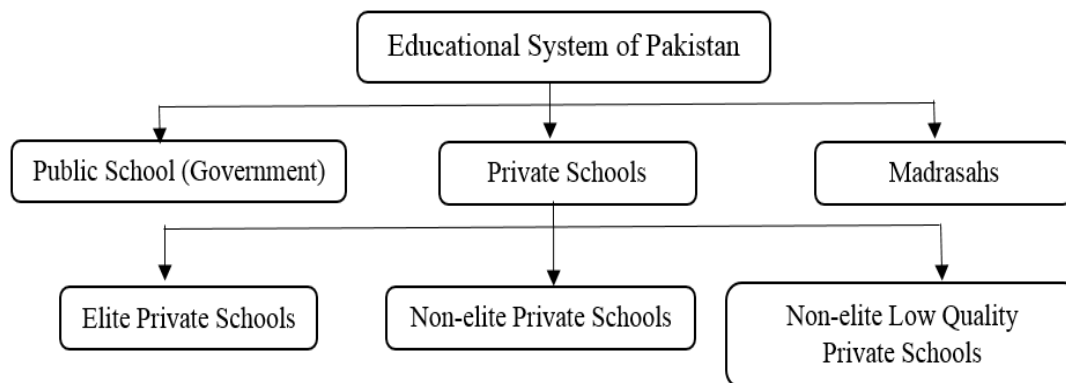 Educational System of Pakistan
Public School (Government)
Private Schools
Madrasahs
Elite Private Schools
Non-elite Private Schools
Non-elite Low Quality
Private Schools